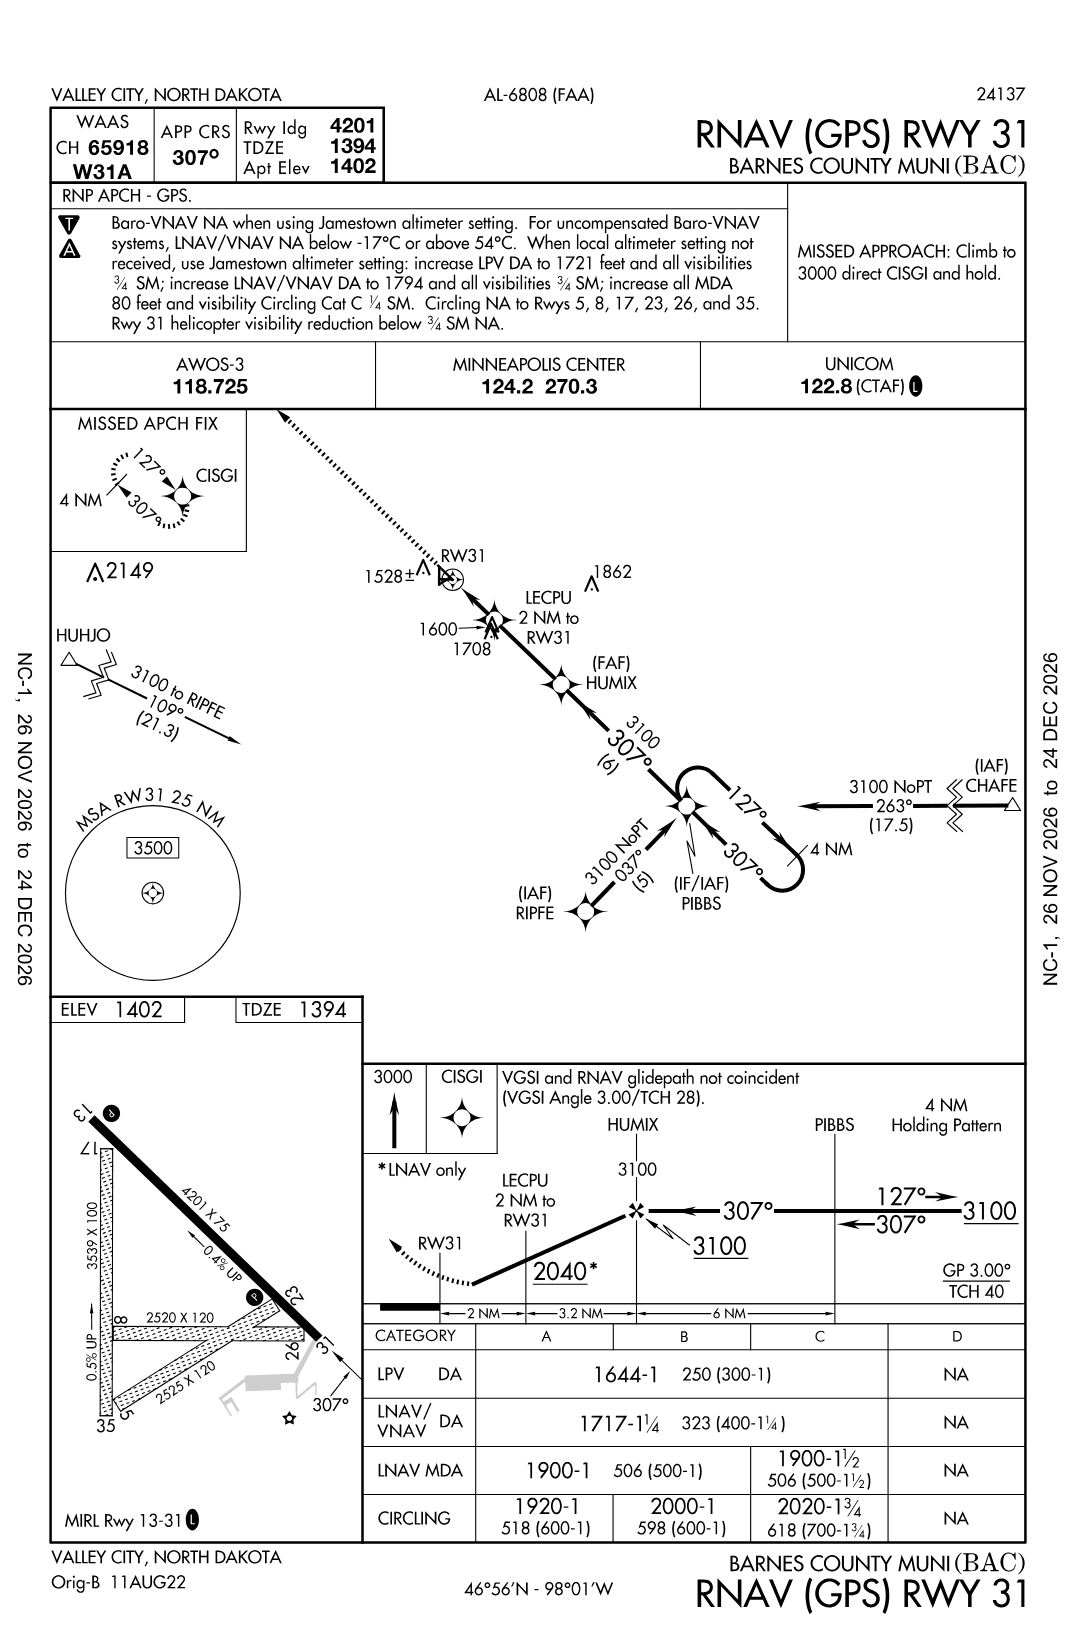 VALLEY CITY, NORTH DAKOTA
AL-6808 (FAA)
24137
WAAS
CH 65918
W31A
APP CRS
307°
Rwy Idg 4201
TDZE 1394
Apt Elev 1402
RNAV (GPS) RWY 31
BARNES COUNTY MUNI (BAC)
RNP APCH - GPS.
T
A
Baro-VNAV NA when using Jamestown altimeter setting. For uncompensated Baro-VNAV
systems, LNAV/VNAV NA below -17°C or above 54°C. When local altimeter setting not
received, use Jamestown altimeter setting: increase LPV DA to 1721 feet and all visibilities
¾ SM; increase LNAV/VNAV DA to 1794 and all visibilities ¾ SM; increase all MDA
80 feet and visibility Circling Cat C ¼ SM. Circling NA to Rwys 5, 8, 17, 23, 26, and 35.
Rwy 31 helicopter visibility reduction below ¾ SM NA.
MISSED APPROACH: Climb to
3000 direct CISGI and hold.
AWOS-3
118.725
MINNEAPOLIS CENTER
124.2 270.3
UNICOM
122.8 (CTAF) L
MISSED APCH FIX
127°
CISGI
4 NM
307°
2149
RW31
1528±
1862
LECPU
2 NM to
RW31
1600
1708
HUHJO
3100 to RIPFE
109°
(21.3)
(FAF)
HUMIX
3100
307°
(6)
127°
307°
4 NM
(IAF)
CHAFE
3100 NoPT
263°
(17.5)
3100 NoPT
037°
(5)
(IF/IAF)
PIBBS
(IAF)
RIPFE
MSA RW31 25 NM
3500
NC-1, 26 NOV 2026 to 24 DEC 2026
NC-1, 26 NOV 2026 to 24 DEC 2026
ELEV 1402
TDZE 1394
13
P
17
4201 X 75
0.4% UP
3539 X 100
0.5% UP
P
23
8
2520 X 120
26
31
2525 X 120
5
35
307°
MIRL Rwy 13-31 L
3000
CISGI
VGSI and RNAV glidepath not coincident
(VGSI Angle 3.00/TCH 28).
*LNAV only
HUMIX
PIBBS
4 NM
Holding Pattern
3100
LECPU
2 NM to
RW31
RW31
307°
127°
307°
3100
3100
2040*
GP 3.00°
TCH 40
2 NM
3.2 NM
6 NM
CATEGORY A B C D
LPV DA 1644-1 250 (300-1) NA
LNAV/
VNAV DA 1717-1¼ 323 (400-1¼) NA
LNAV MDA 1900-1 506 (500-1) 1900-1½
506 (500-1½) NA
CIRCLING 1920-1
518 (600-1) 2000-1
598 (600-1) 2020-1¾
618 (700-1¾) NA
VALLEY CITY, NORTH DAKOTA
Orig-B 11AUG22
46°56'N - 98°01'W
BARNES COUNTY MUNI (BAC)
RNAV (GPS) RWY 31